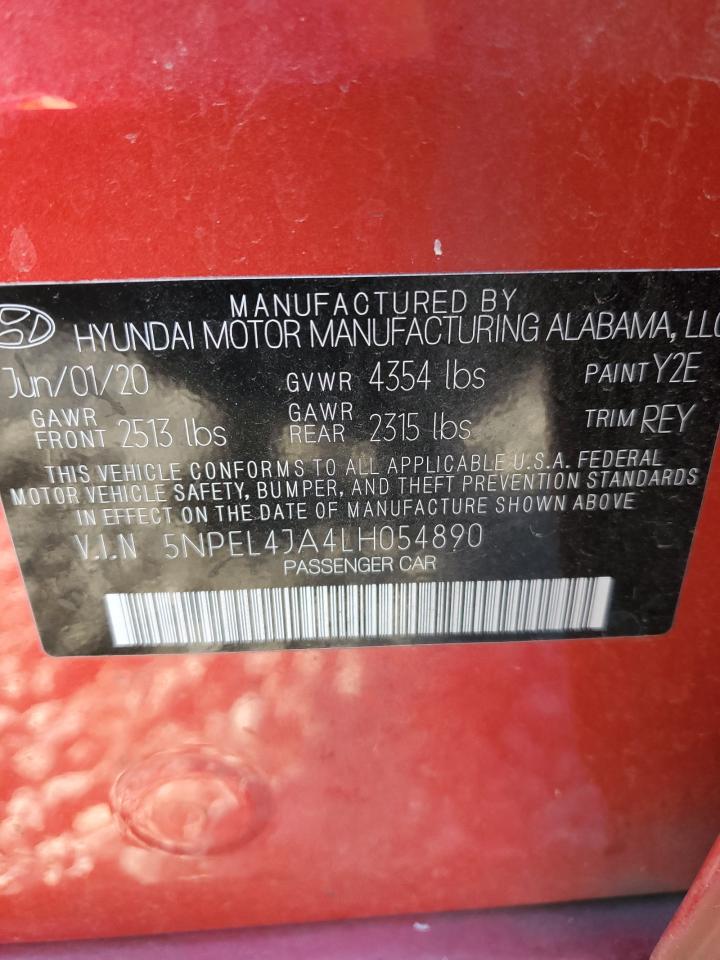 MANUFACTURED BY
HYUNDAI MOTOR MANUFACTURING ALABAMA, LLC
Jun/01/20 GVWR 4354 lbs PAINT Y2E
GAWR FRONT 2513 lbs GAWR REAR 2315 lbs TRIM REY
THIS VEHICLE CONFORMS TO ALL APPLICABLE U.S.A. FEDERAL
MOTOR VEHICLE SAFETY, BUMPER, AND THEFT PREVENTION STANDARDS
IN EFFECT ON THE DATE OF MANUFACTURE SHOWN ABOVE
V.I.N 5NPEL4JA4LH054890
PASSENGER CAR